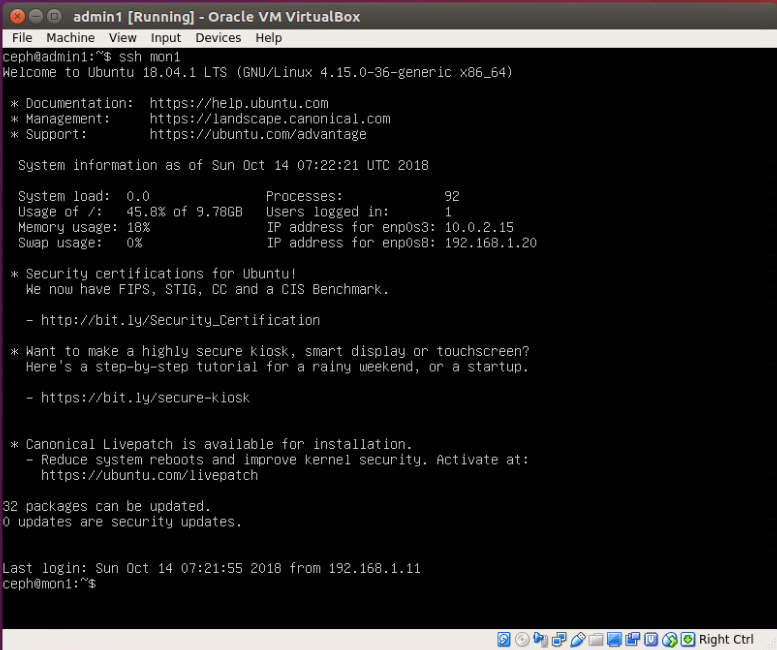 admin1 [Running] - Oracle VM VirtualBox
File Machine View Input Devices Help
ceph@admin1:~$ ssh mon1
Welcome to Ubuntu 18.04.1 LTS (GNU/Linux 4.15.0-36-generic x86_64)
* Documentation: https://help.ubuntu.com
* Management: https://landscape.canonical.com
* Support: https://ubuntu.com/advantage
System information as of Sun Oct 14 07:22:21 UTC 2018
System load: 0.0 Processes: 92
Usage of /: 45.8% of 9.78GB Users logged in: 1
Memory usage: 18% IP address for enp0s3: 10.0.2.15
Swap usage: 0% IP address for enp0s8: 192.168.1.20
* Security certifications for Ubuntu!
We now have FIPS, STIG, CC and a CIS Benchmark.
- http://bit.ly/Security_Certification
* Want to make a highly secure kiosk, smart display or touchscreen?
Here's a step-by-step tutorial for a rainy weekend, or a startup.
- https://bit.ly/secure-kiosk
* Canonical Livepatch is available for installation.
- Reduce system reboots and improve kernel security. Activate at:
https://ubuntu.com/livepatch
32 packages can be updated.
0 updates are security updates.
Last login: Sun Oct 14 07:21:55 2018 from 192.168.1.11
ceph@mon1:~$
Right Ctrl